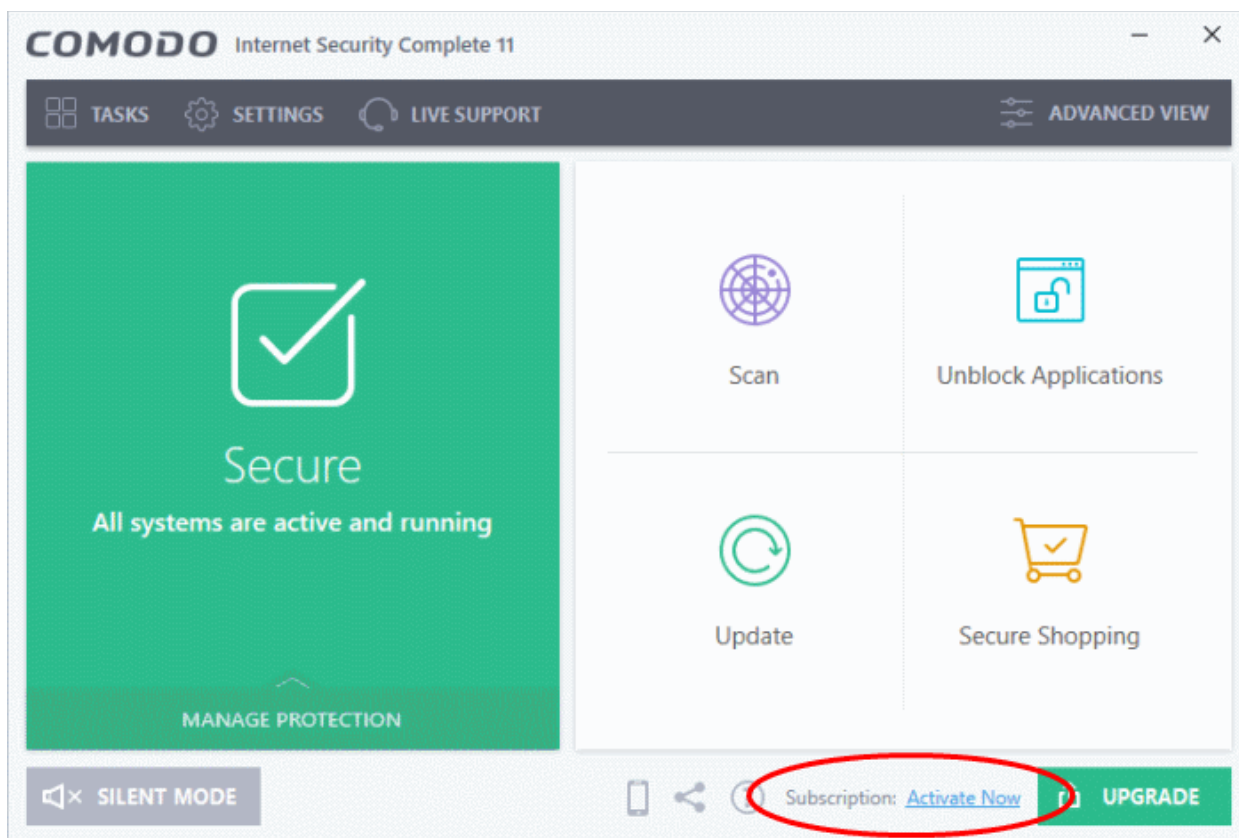 COMODO Internet Security Complete 11
TASKS SETTINGS LIVE SUPPORT ADVANCED VIEW
Secure
All systems are active and running
MANAGE PROTECTION
Scan
Unblock Applications
Update
Secure Shopping
SILENT MODE
Subscription: Activate Now
UPGRADE